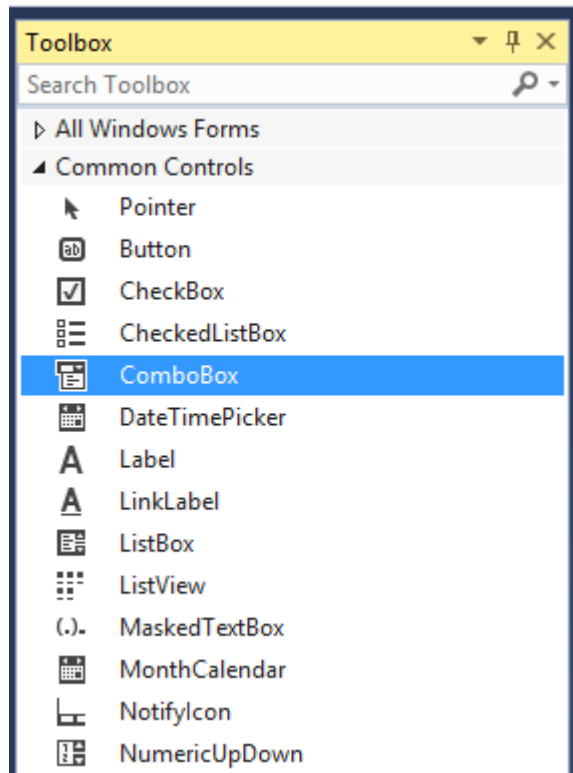 Toolbox
Search Toolbox
All Windows Forms
Common Controls
Pointer
Button
CheckBox
CheckedListBox
ComboBox
DateTimePicker
Label
LinkLabel
ListBox
ListView
MaskedTextBox
MonthCalendar
NotifyIcon
NumericUpDown